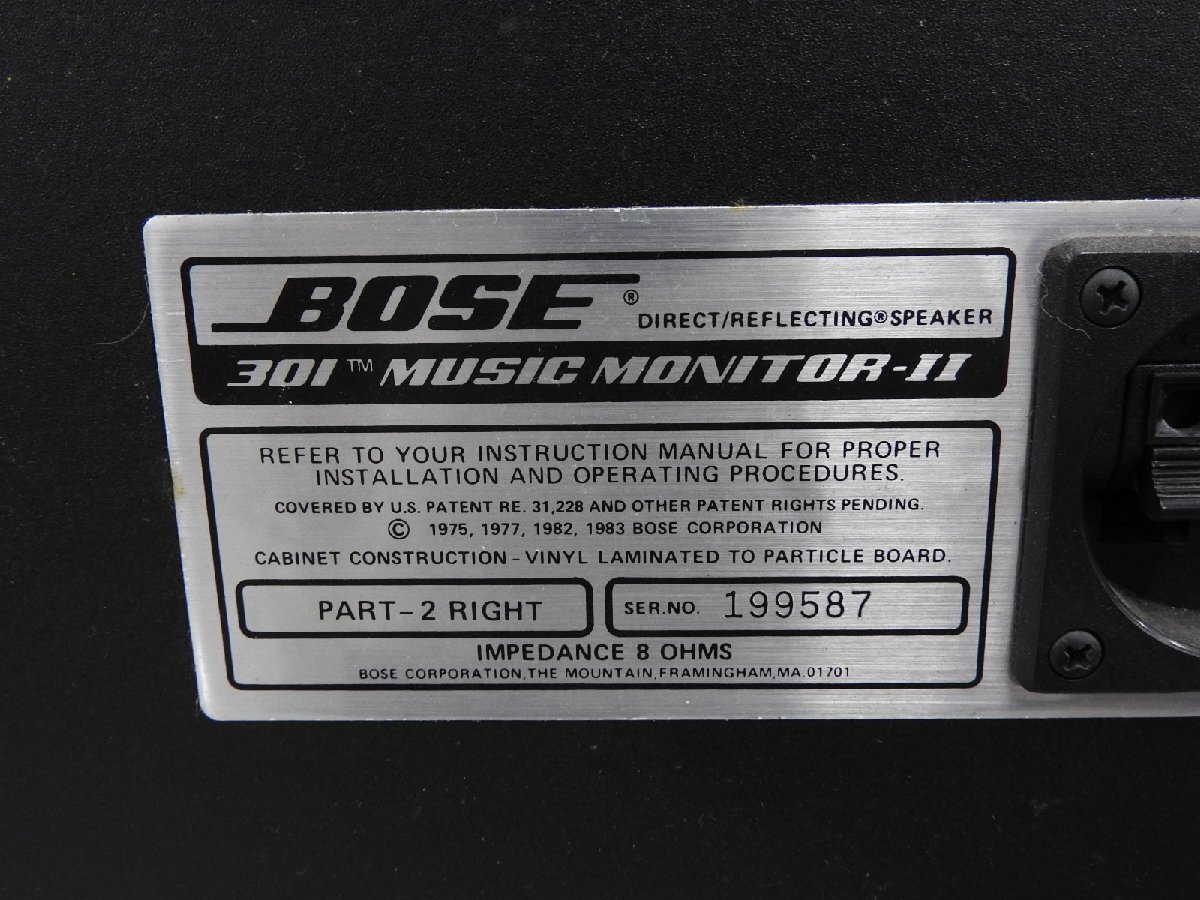 BOSE®
DIRECT/REFLECTING® SPEAKER
301™ MUSIC MONITOR-II
REFER TO YOUR INSTRUCTION MANUAL FOR PROPER
INSTALLATION AND OPERATING PROCEDURES.
COVERED BY U.S. PATENT RE. 31,228 AND OTHER PATENT RIGHTS PENDING.
© 1975, 1977, 1982, 1983 BOSE CORPORATION
CABINET CONSTRUCTION - VINYL LAMINATED TO PARTICLE BOARD.
PART-2 RIGHT
SER.NO. 199587
IMPEDANCE 8 OHMS
BOSE CORPORATION, THE MOUNTAIN, FRAMINGHAM, MA. 01701